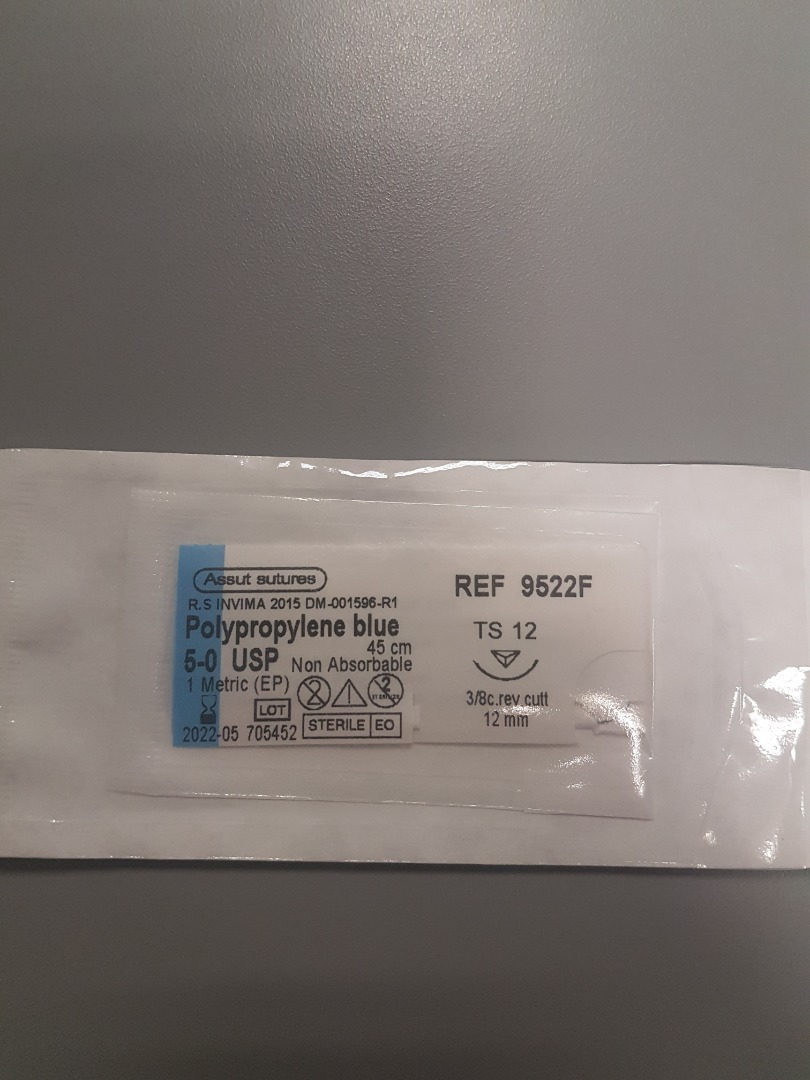 Assut sutures
R.S INVIMA 2015 DM-001596-R1
Polypropylene blue
45 cm
5-0 USP Non Absorbable
1 Metric (EP)
2
LOT
2022-05 705452 STERILE EO
REF 9522F
TS 12
3/8c.rev cutt
12 mm